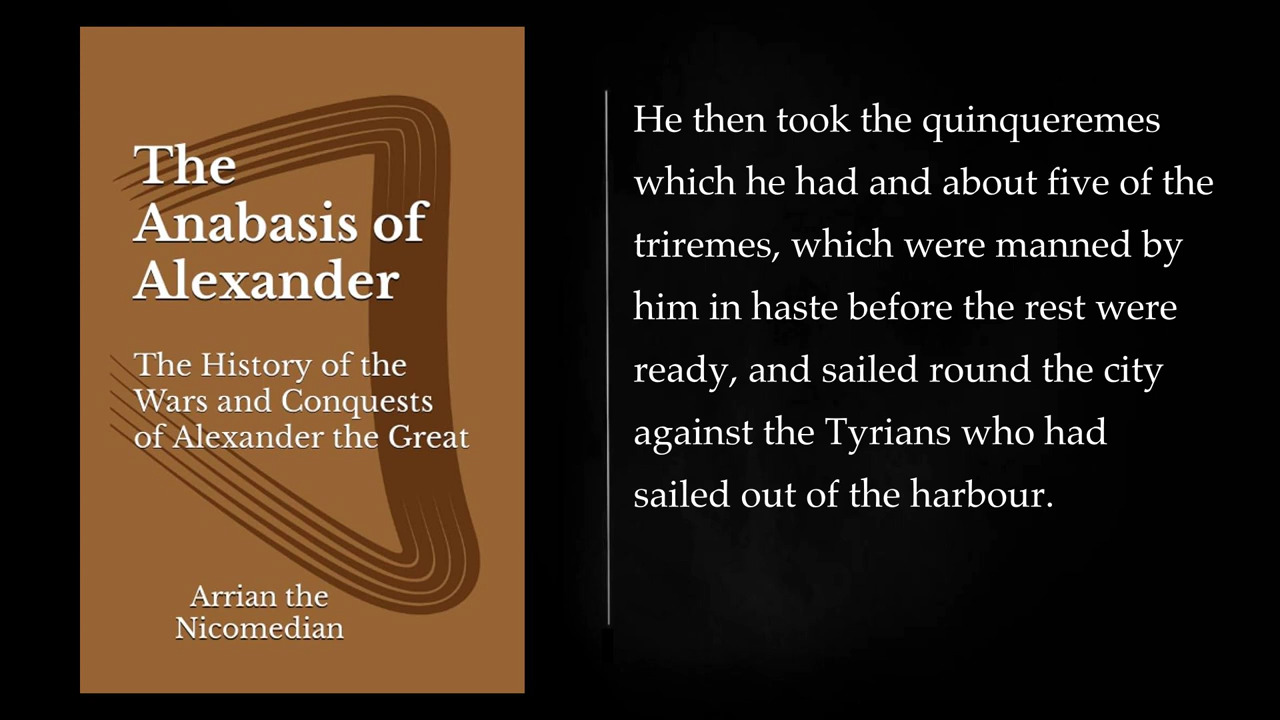 The
Anabasis of
Alexander
The History of the
Wars and Conquests
of Alexander the Great
Arrian the
Nicomedian
He then took the quinqueremes
which he had and about five of the
triremes, which were manned by
him in haste before the rest were
ready, and sailed round the city
against the Tyrians who had
sailed out of the harbour.